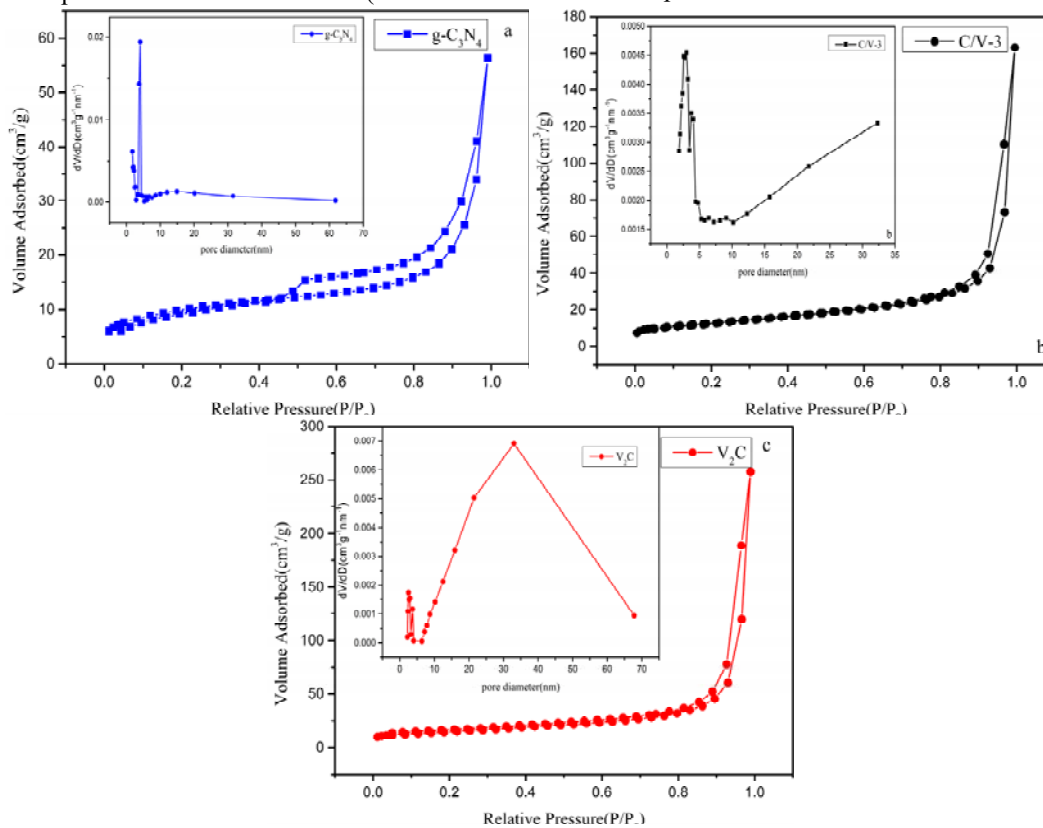 a
g-C₃N₄
g-C₃N₄
0.02
0.01
0.00
dV/dD(cm³g⁻¹nm⁻¹)
0 10 20 30 40 50 60 70
pore diameter(nm)
60
50
40
30
20
10
0
Volume Adsorbed(cm³/g)
0.0 0.2 0.4 0.6 0.8 1.0
Relative Pressure(P/P
C/V-3
C/V-3
0.0050
0.0045
0.0040
0.0035
0.0030
0.0025
0.0020
0.0015
dV/dD(cm³g⁻¹nm⁻¹)
b
0 5 10 15 20 25 30 35
pore diameter(nm)
180
160
140
120
100
80
60
40
20
0
Volume Adsorbed(cm³/g)
b
0.0 0.2 0.4 0.6 0.8 1.0
Relative Pressure(P/P
c
V₂C
V₂C
0.007
0.006
0.005
0.004
0.003
0.002
0.001
0.000
dV/dD(cm³g⁻¹nm⁻¹)
0 10 20 30 40 50 60 70
pore diameter(nm)
300
250
200
150
100
50
0
Volume Adsorbed(cm³/g)
0.0 0.2 0.4 0.6 0.8 1.0
Relative Pressure(P/P